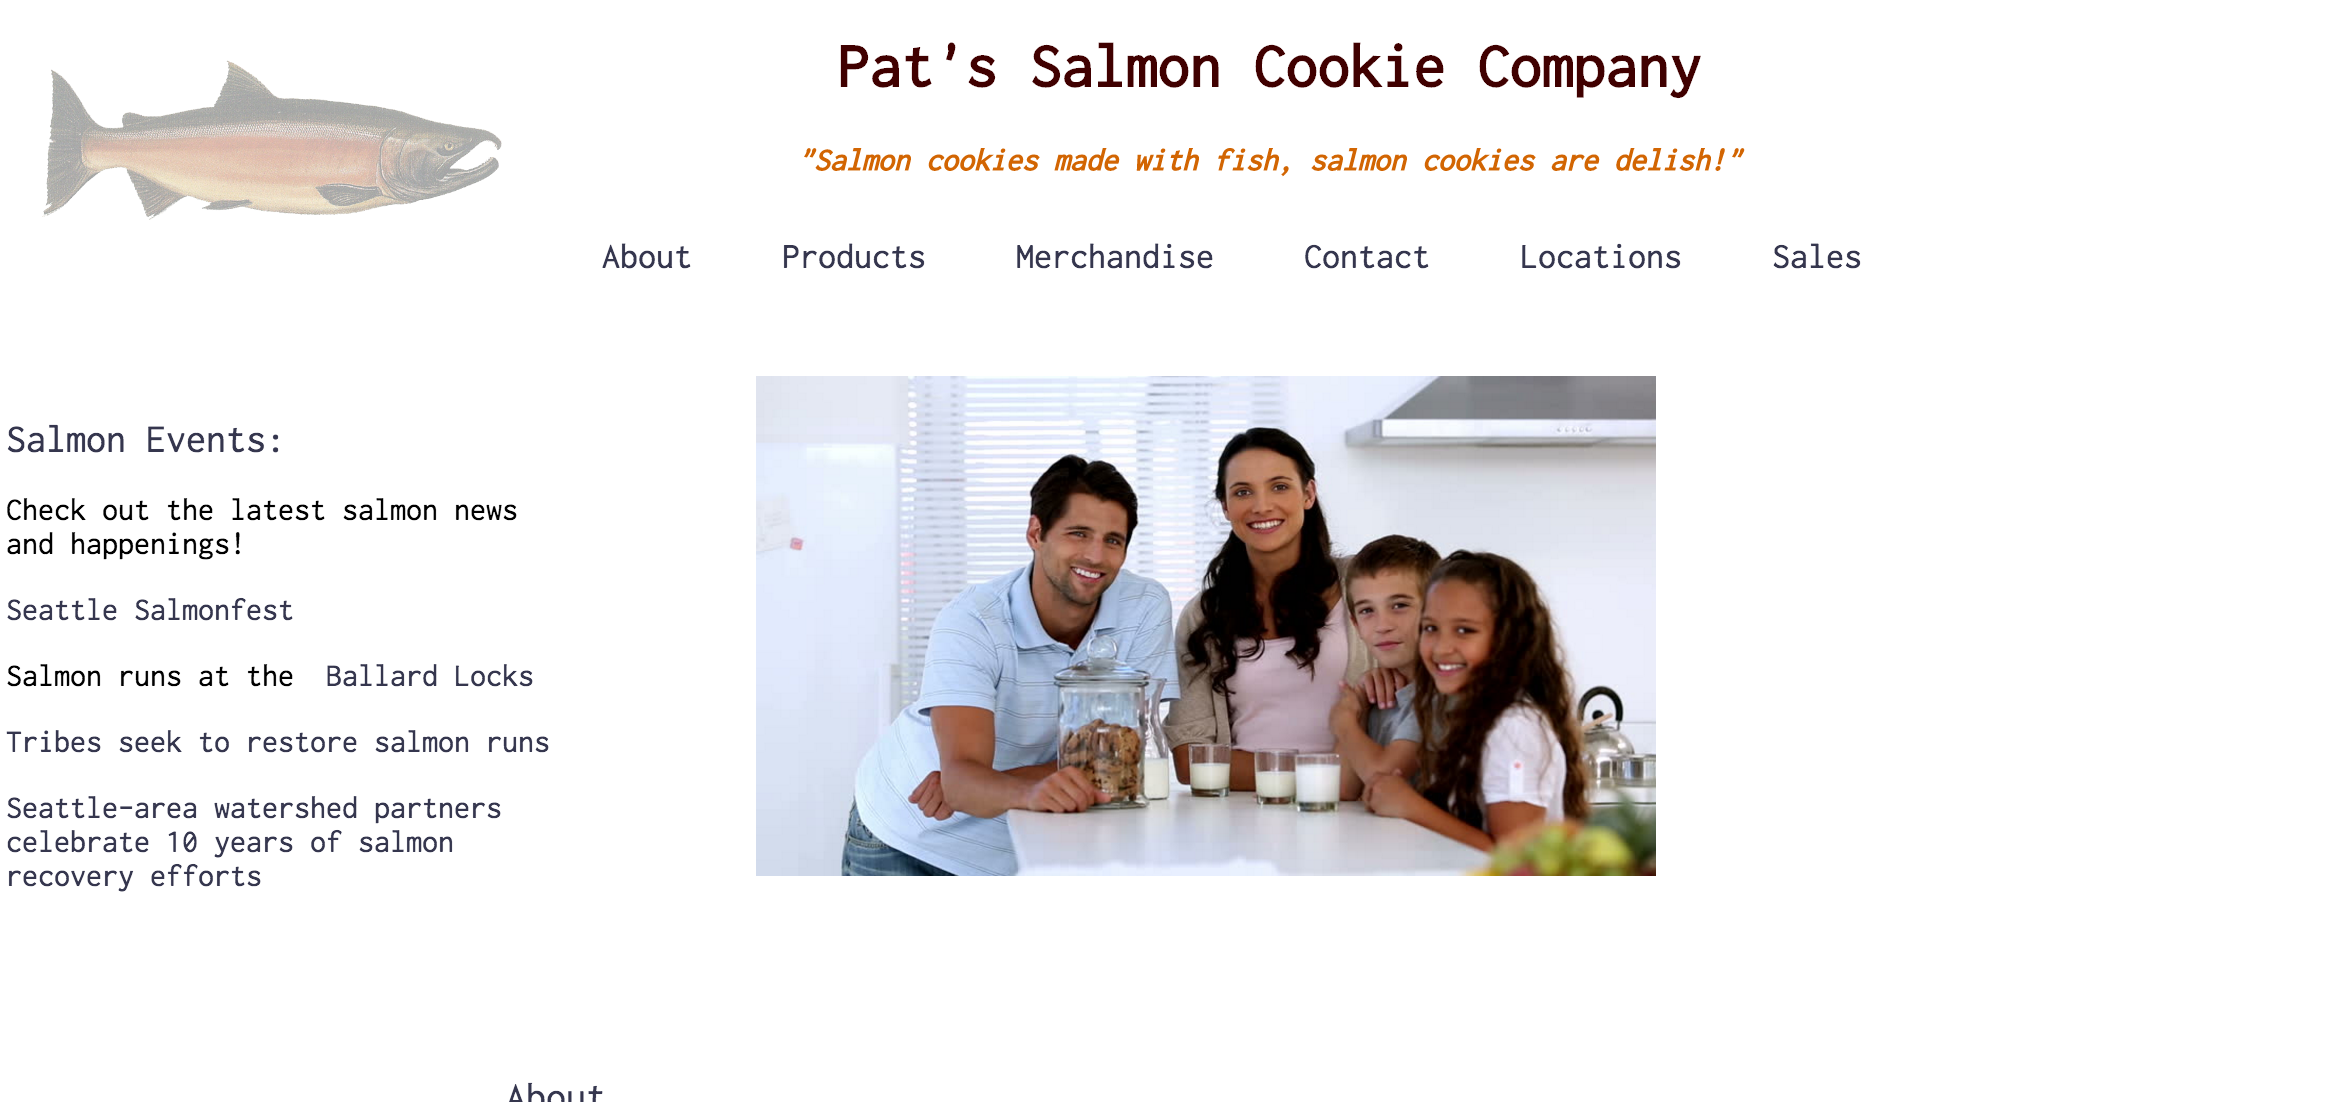 Pat's Salmon Cookie Company
"Salmon cookies made with fish, salmon cookies are delish!"
About Products Merchandise Contact Locations Sales
Salmon Events:
Check out the latest salmon news
and happenings!
Seattle Salmonfest
Salmon runs at the Ballard Locks
Tribes seek to restore salmon runs
Seattle-area watershed partners
celebrate 10 years of salmon
recovery efforts
About